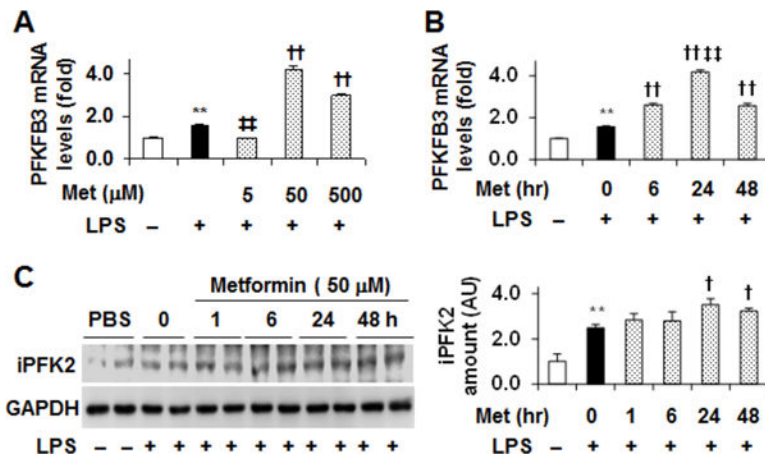 A
PFKFB3 mRNA
levels (fold)
4.0
2.0
0.0
**
‡‡
††
††
Met (μM) 5 50 500
LPS – + + + +
B
PFKFB3 mRNA
levels (fold)
4.0
2.0
0.0
**
††
††‡‡
††
Met (hr) 0 6 24 48
LPS – + + + +
C
Metformin ( 50 μM)
PBS 0 1 6 24 48 h
iPFK2
GAPDH
LPS – – + + + + + + + + + +
iPFK2
amount (AU)
4.0
2.0
0.0
**
†
†
Met (hr) 0 1 6 24 48
LPS – + + + + +